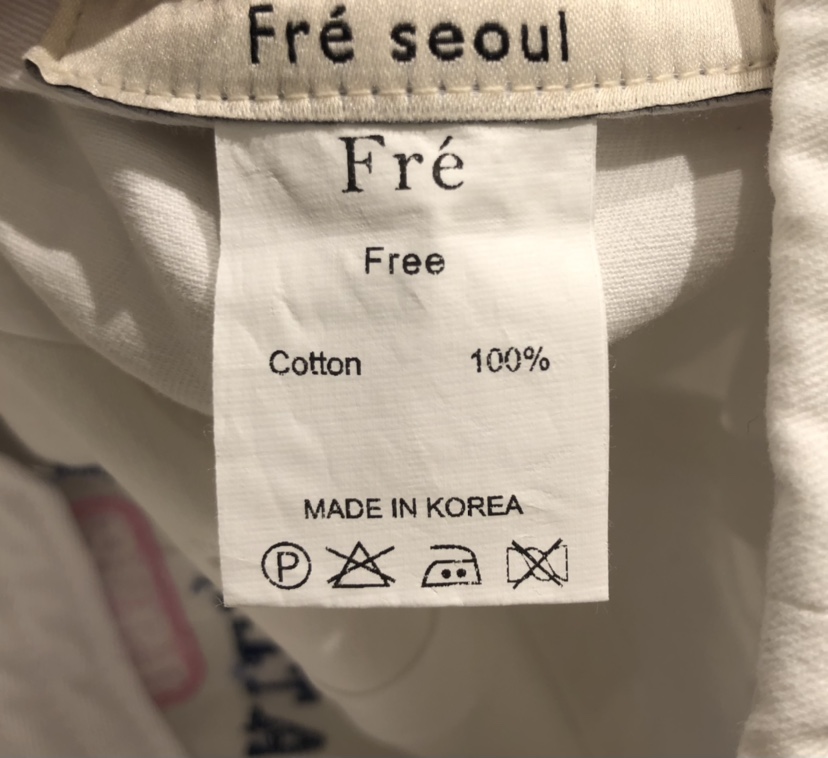 Fré seoul
Fré
Free
Cotton 100%
MADE IN KOREA
P